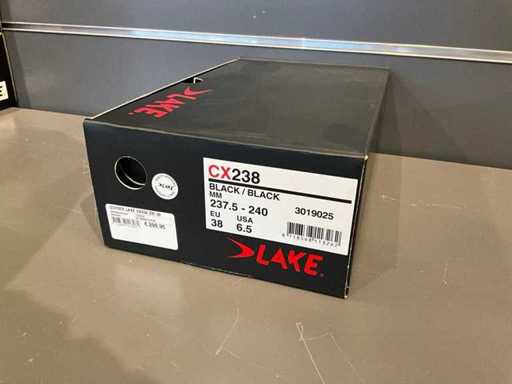 LAKE
CX238
BLACK/BLACK
MM
237.5 - 240
3019025
EU
USA
38
6.5
€ 399,95
LAKE